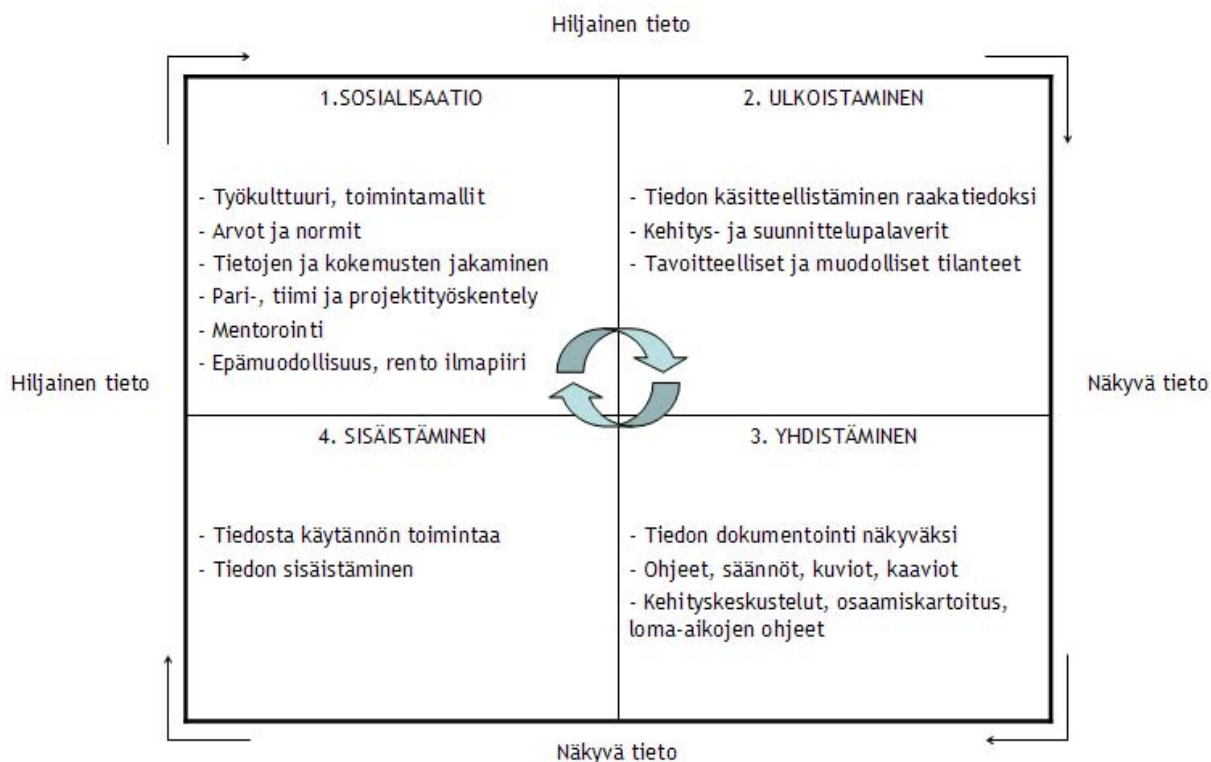 Hiljainen tieto
1.SOSIALISAATIO
- Työkulttuuri, toimintamallit
- Arvot ja normit
- Tietojen ja kokemusten jakaminen
- Pari-, tiimi ja projektityöskentely
- Mentorointi
- Epämuodollisuus, rento ilmapiiri
2. ULKOISTAMINEN
- Tiedon käsitteellistäminen raakatiedoksi
- Kehitys- ja suunnittelupalaverit
- Tavoitteelliset ja muodolliset tilanteet
Hiljainen tieto
Näkyvä tieto
4. SISÄISTÄMINEN
- Tiedosta käytännön toimintaa
- Tiedon sisäistäminen
3. YHDISTÄMINEN
- Tiedon dokumentointi näkyväksi
- Ohjeet, säännöt, kuviot, kaaviot
- Kehityskeskustelut, osaamiskartoitus,
loma-aikojen ohjeet
Näkyvä tieto